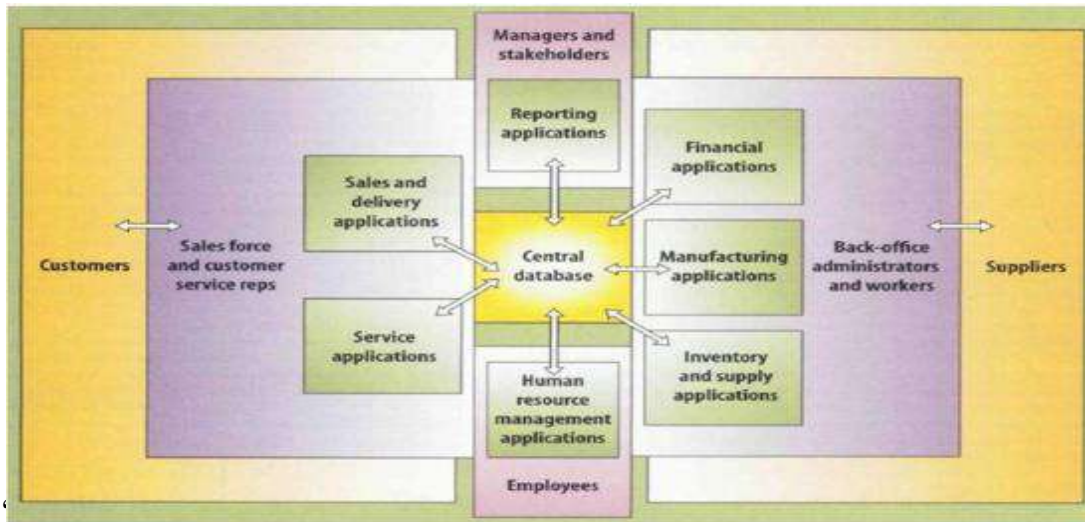 Managers and
stakeholders
Reporting
applications
Financial
applications
Sales and
delivery
applications
Customers
Sales force
and customer
service reps
Central
database
Manufacturing
applications
Back-office
administrators
and workers
Suppliers
Service
applications
Inventory
and supply
applications
Human
resource
management
applications
Employees
‘